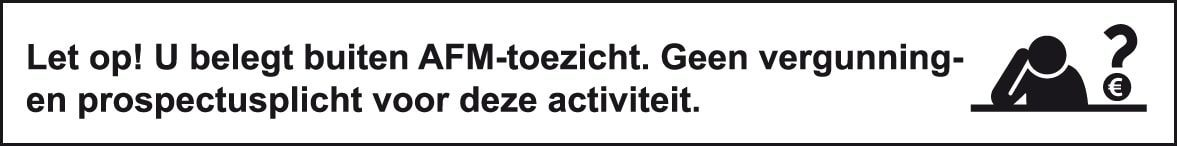 Let op! U belegt buiten AFM-toezicht. Geen vergunning-
en prospectusplicht voor deze activiteit.
?
€